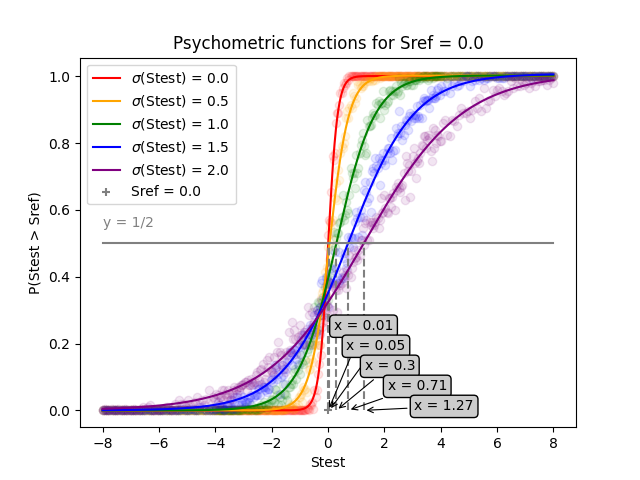 Psychometric functions for Sref = 0.0
P(Stest > Sref)
1.0
0.8
0.6
0.4
0.2
0.0
σ(Stest) = 0.0
σ(Stest) = 0.5
σ(Stest) = 1.0
σ(Stest) = 1.5
σ(Stest) = 2.0
Sref = 0.0
y = 1/2
x = 0.01
x = 0.05
x = 0.3
x = 0.71
x = 1.27
−8 −6 −4 −2 0 2 4 6 8
Stest